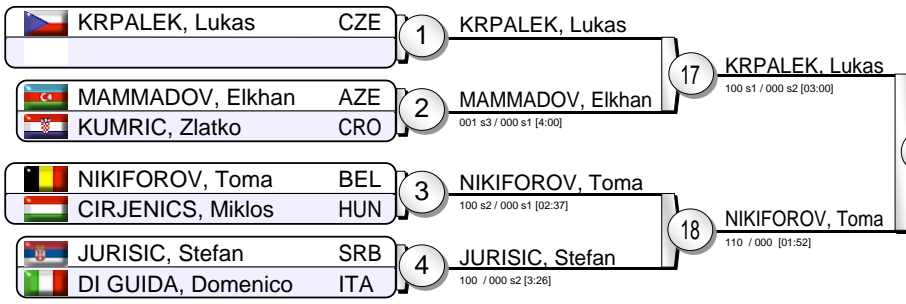 KRPALEK, Lukas CZE
1
KRPALEK, Lukas
17
KRPALEK, Lukas
100 s1 / 000 s2 [03:00]
MAMMADOV, Elkhan AZE
KUMRIC, Zlatko CRO
2
MAMMADOV, Elkhan
001 s3 / 000 s1 [4:00]
NIKIFOROV, Toma BEL
CIRJENICS, Miklos HUN
3
NIKIFOROV, Toma
100 s2 / 000 s1 [02:37]
18
NIKIFOROV, Toma
110 / 000 [01:52]
JURISIC, Stefan SRB
DI GUIDA, Domenico ITA
4
JURISIC, Stefan
100 / 000 s2 [3:26]